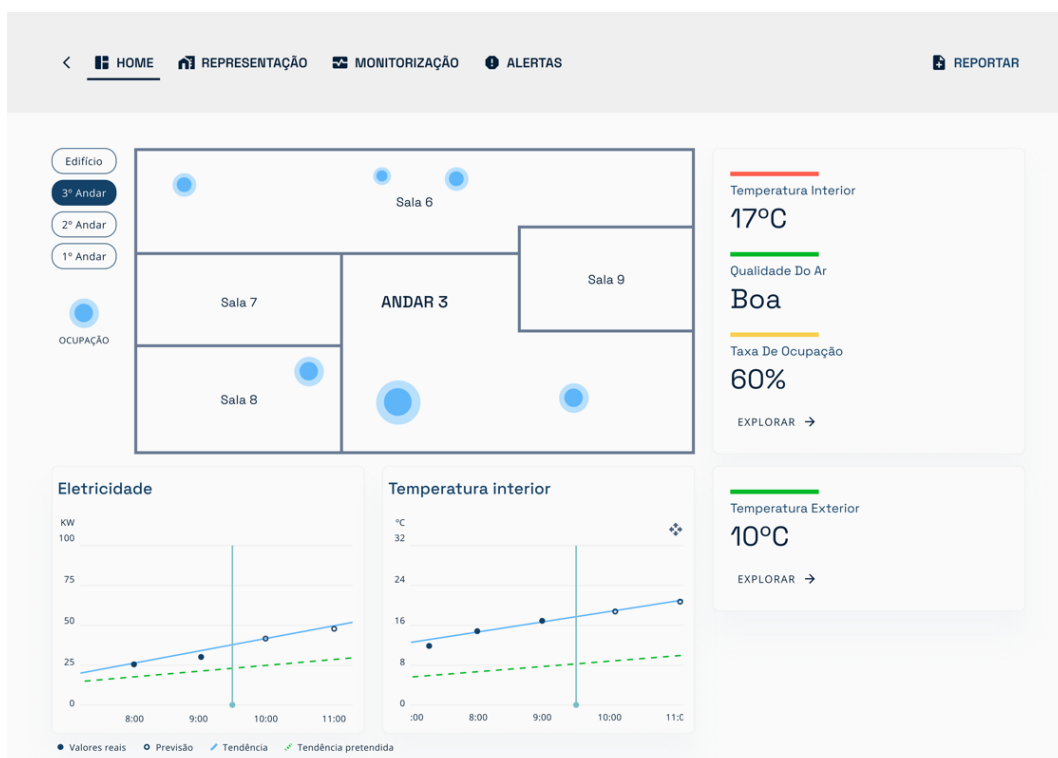 HOME REPRESENTAÇÃO MONITORIZAÇÃO ALERTAS REPORTAR
Edifício
3º Andar
2º Andar
1º Andar
OCUPAÇÃO
Sala 6
Sala 9
Sala 7
ANDAR 3
Sala 8
Temperatura Interior
17ºC
Qualidade Do Ar
Boa
Taxa De Ocupação
60%
EXPLORAR
Eletricidade
KW
100
75
50
25
0
8:00 9:00 10:00 11:00
Temperatura interior
ºC
32
24
16
8
0
:00 8:00 9:00 10:00 11:0
Temperatura Exterior
10ºC
EXPLORAR
Valores reais Previsão Tendência Tendência pretendida